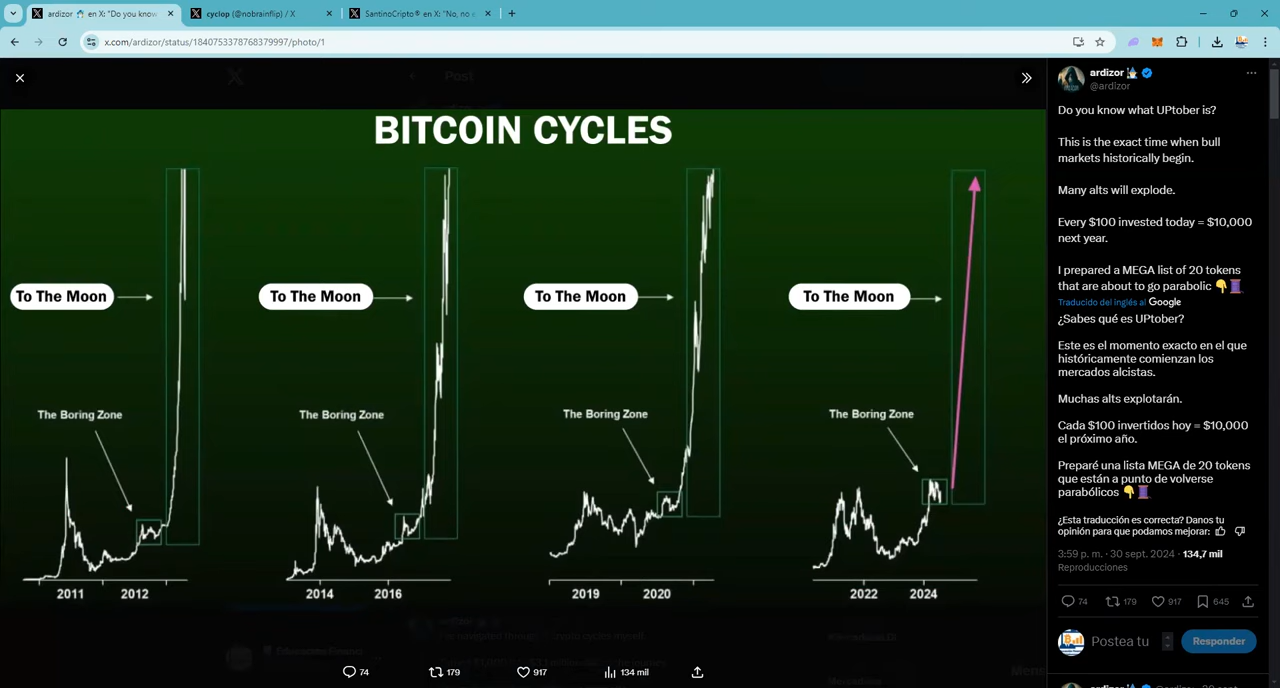 ardizor en X: "Do you know
cyclop (@nobrainflip) / X
SantinoCripto® en X: "No, no
x.com/ardizor/status/1840753378768379997/photo/1
Post
BITCOIN CYCLES
To The Moon
To The Moon
To The Moon
To The Moon
The Boring Zone
The Boring Zone
The Boring Zone
The Boring Zone
2011 2012
2014 2016
2019 2020
2022 2024
74 179 917 134 mil
ardizor
@ardizor
Do you know what UPtober is?
This is the exact time when bull
markets historically begin.
Many alts will explode.
Every $100 invested today = $10,000
next year.
I prepared a MEGA list of 20 tokens
that are about to go parabolic 👇🧵
Traducido del inglés al Google
¿Sabes qué es UPtober?
Este es el momento exacto en el que
históricamente comienzan los
mercados alcistas.
Muchas alts explotarán.
Cada $100 invertidos hoy = $10,000
el próximo año.
Preparé una lista MEGA de 20 tokens
que están a punto de volverse
parabólicos 👇🧵
¿Esta traducción es correcta? Danos tu
opinión para que podamos mejorar:
3:59 p. m. · 30 sept. 2024 · 134,7 mil
Reproducciones
74 179 917 645
Postea tu
Responder